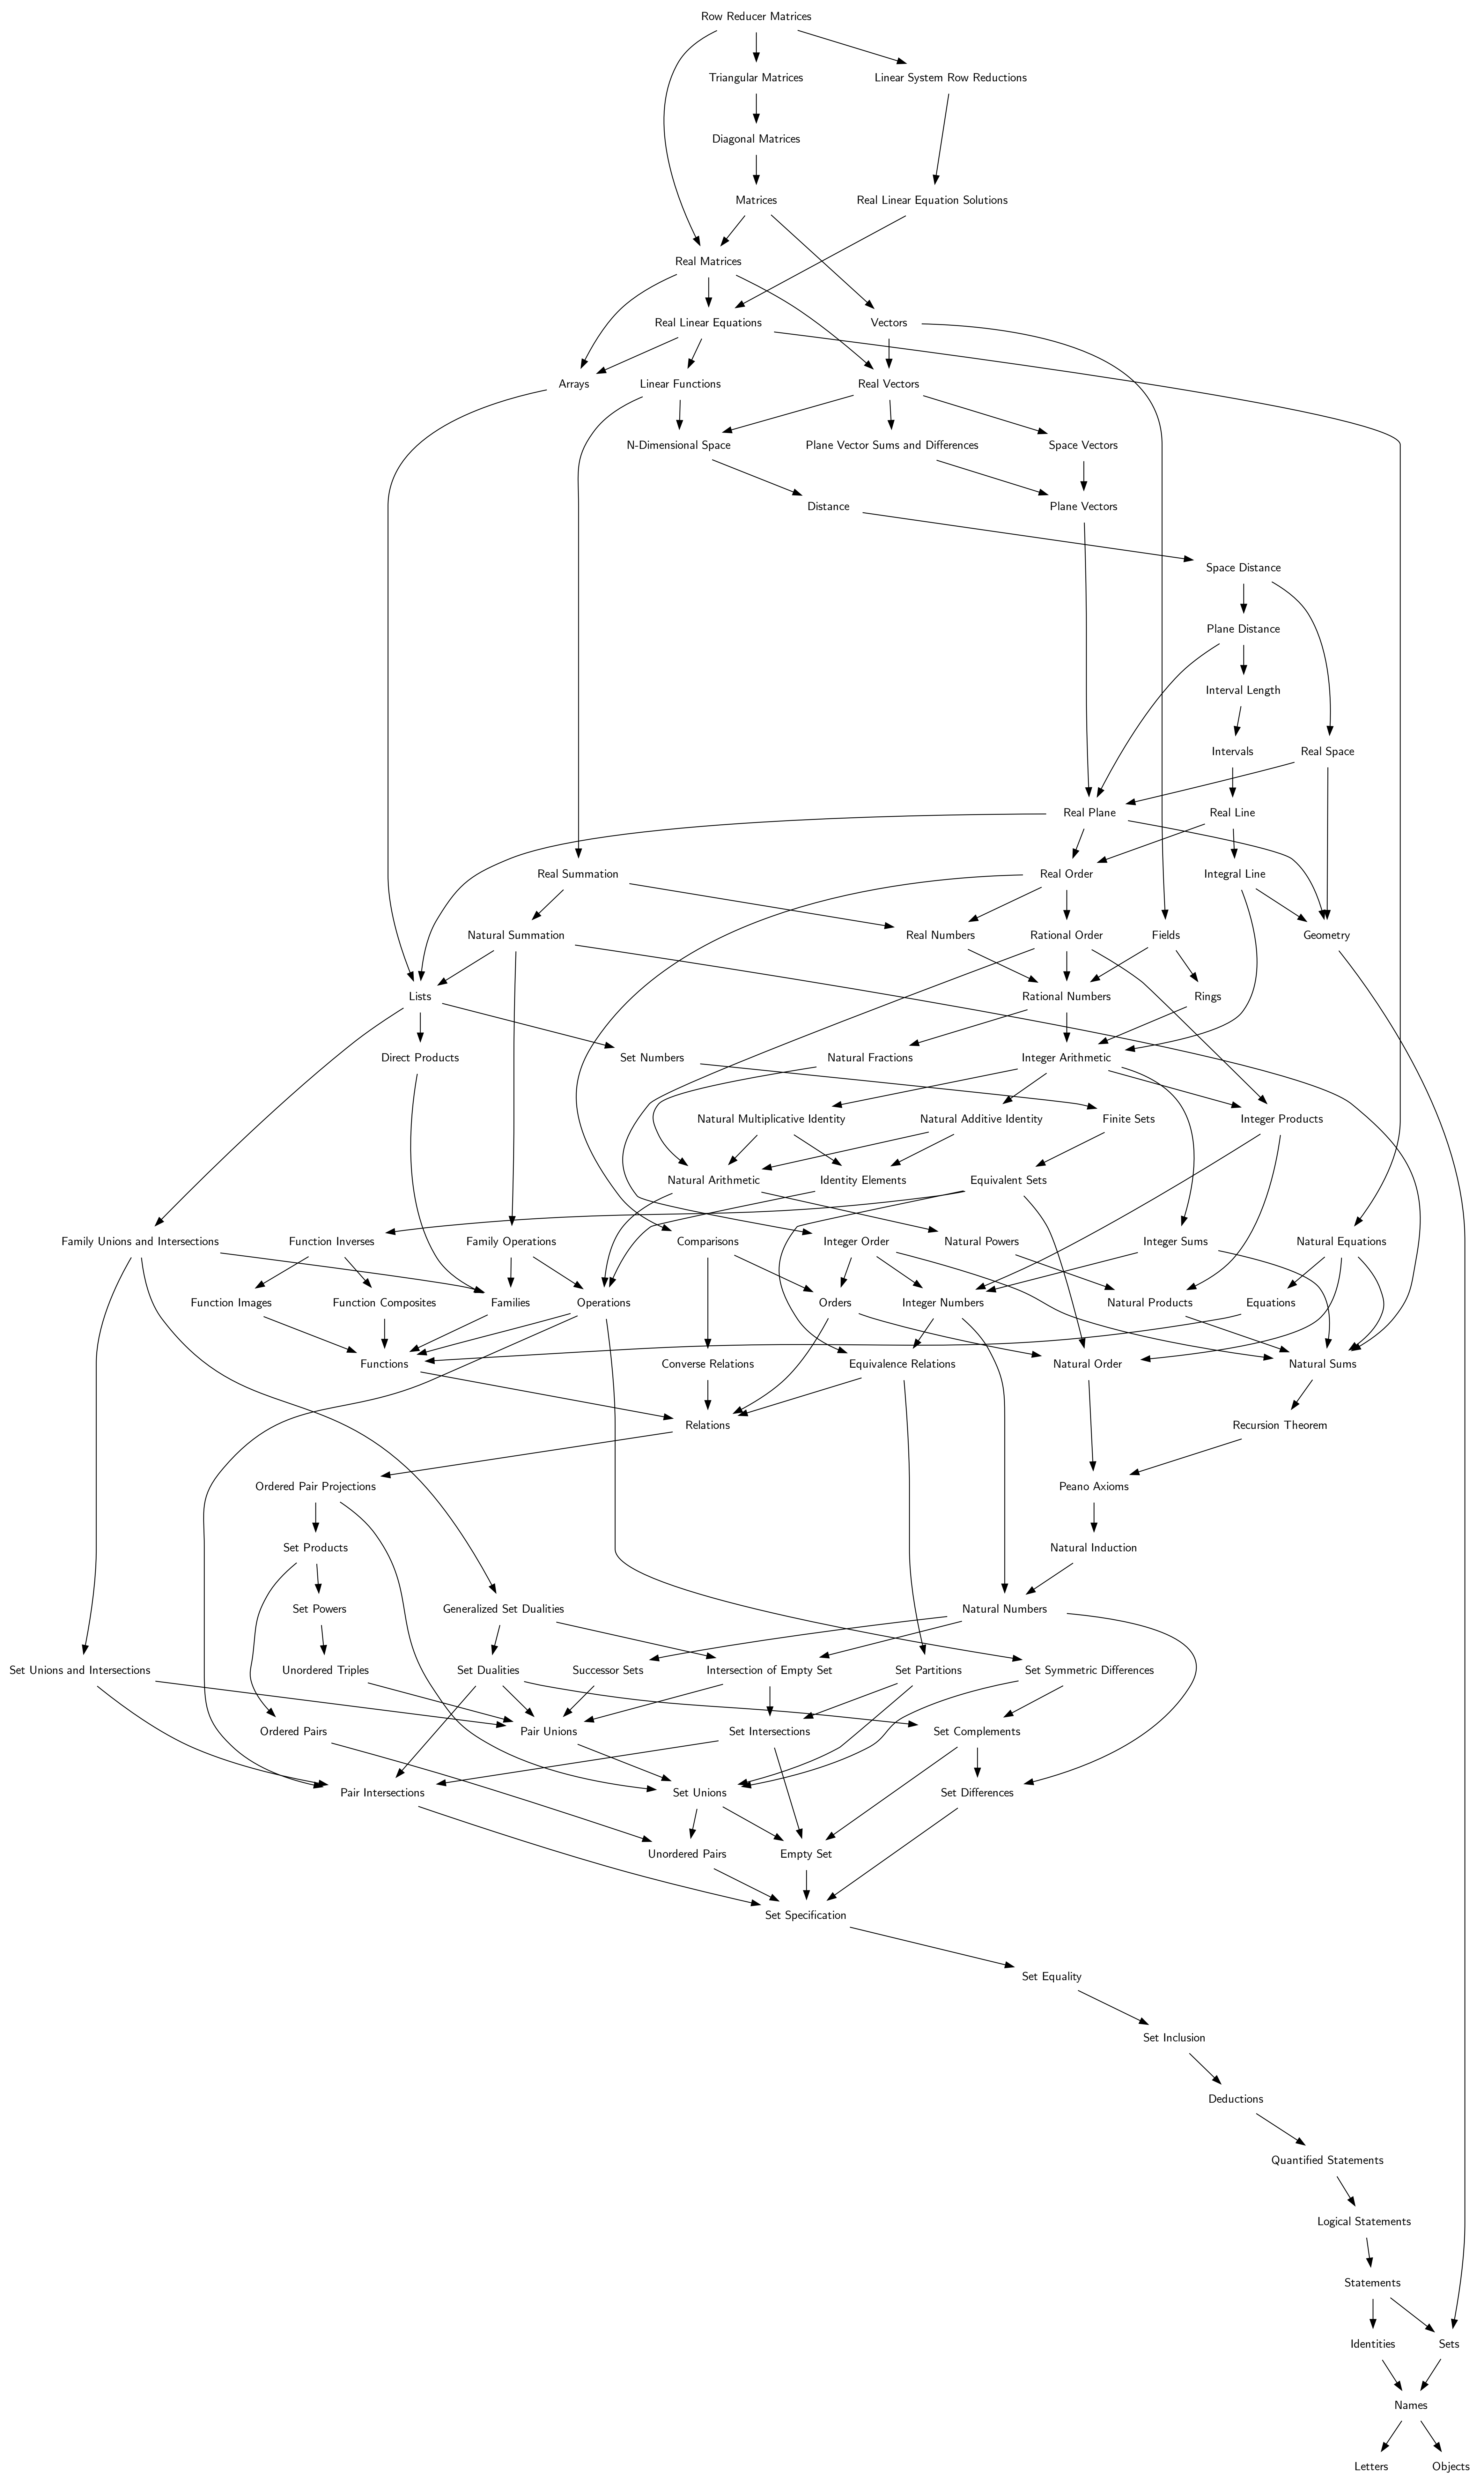 Row Reducer Matrices
Triangular Matrices
Linear System Row Reductions
Diagonal Matrices
Matrices
Real Linear Equation Solutions
Real Matrices
Real Linear Equations
Vectors
Arrays
Linear Functions
Real Vectors
N-Dimensional Space
Plane Vector Sums and Differences
Space Vectors
Distance
Plane Vectors
Space Distance
Plane Distance
Interval Length
Intervals
Real Space
Real Plane
Real Line
Real Summation
Real Order
Integral Line
Natural Summation
Real Numbers
Rational Order
Fields
Geometry
Lists
Rational Numbers
Rings
Direct Products
Set Numbers
Natural Fractions
Integer Arithmetic
Natural Multiplicative Identity
Natural Additive Identity
Finite Sets
Integer Products
Natural Arithmetic
Identity Elements
Equivalent Sets
Family Unions and Intersections
Function Inverses
Family Operations
Comparisons
Integer Order
Natural Powers
Integer Sums
Natural Equations
Function Images
Function Composites
Families
Operations
Orders
Integer Numbers
Natural Products
Equations
Functions
Converse Relations
Equivalence Relations
Natural Order
Natural Sums
Relations
Recursion Theorem
Ordered Pair Projections
Peano Axioms
Set Products
Natural Induction
Set Powers
Generalized Set Dualities
Natural Numbers
Set Unions and Intersections
Unordered Triples
Set Dualities
Successor Sets
Intersection of Empty Set
Set Partitions
Set Symmetric Differences
Ordered Pairs
Pair Unions
Set Intersections
Set Complements
Pair Intersections
Set Unions
Set Differences
Unordered Pairs
Empty Set
Set Specification
Set Equality
Set Inclusion
Deductions
Quantified Statements
Logical Statements
Statements
Identities
Sets
Names
Letters
Objects